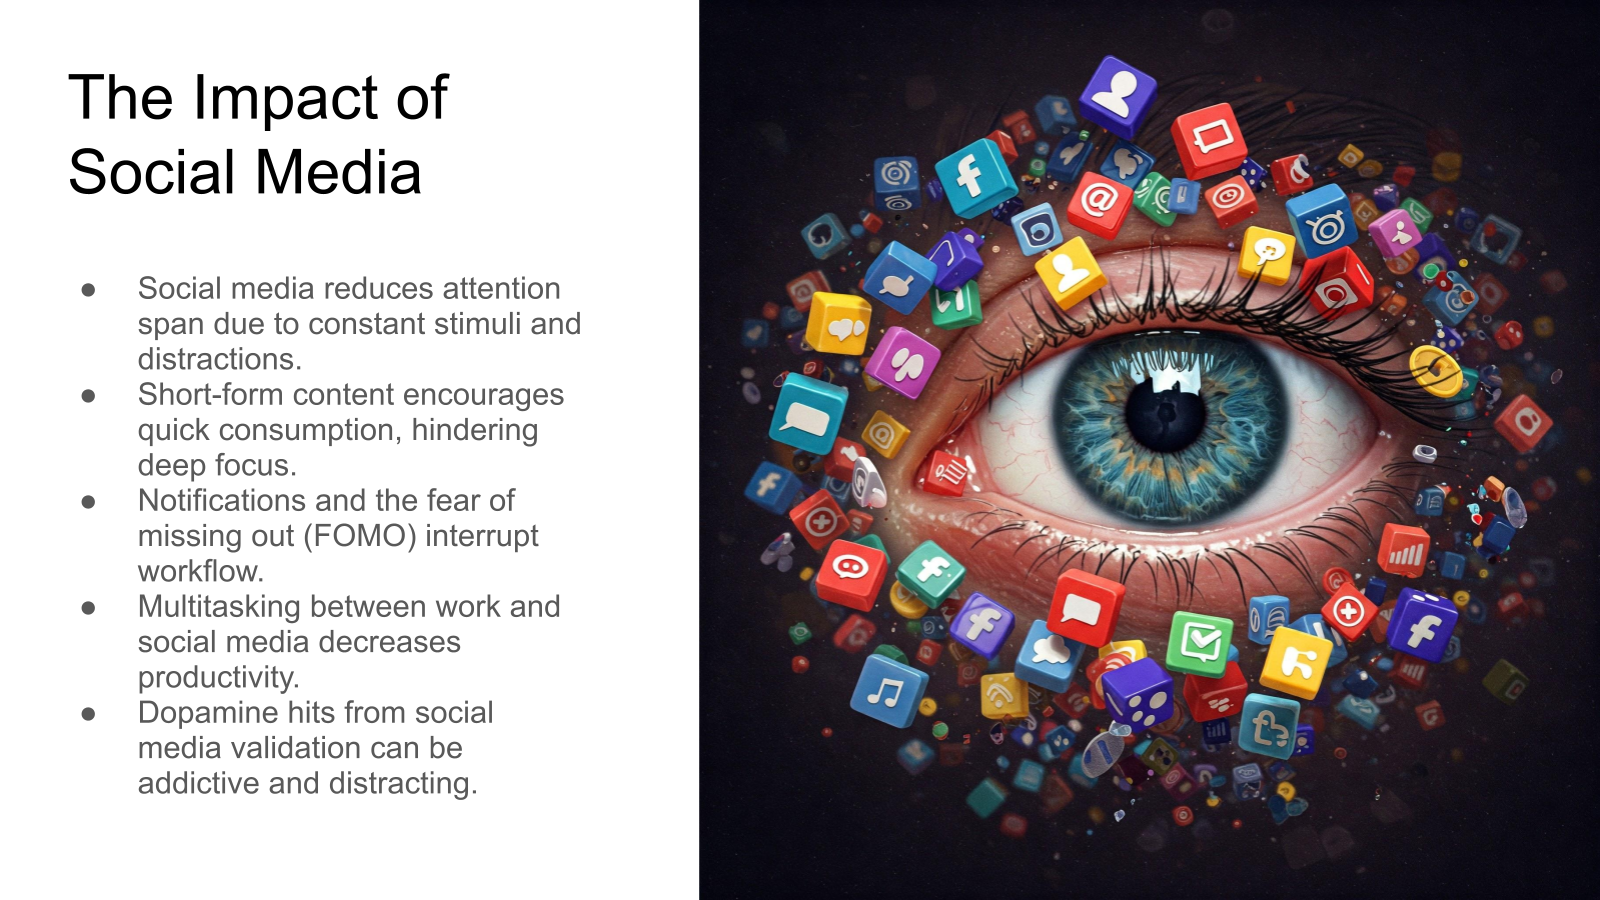 The Impact of
Social Media
● Social media reduces attention
span due to constant stimuli and
distractions.
● Short-form content encourages
quick consumption, hindering
deep focus.
● Notifications and the fear of
missing out (FOMO) interrupt
workflow.
● Multitasking between work and
social media decreases
productivity.
● Dopamine hits from social
media validation can be
addictive and distracting.